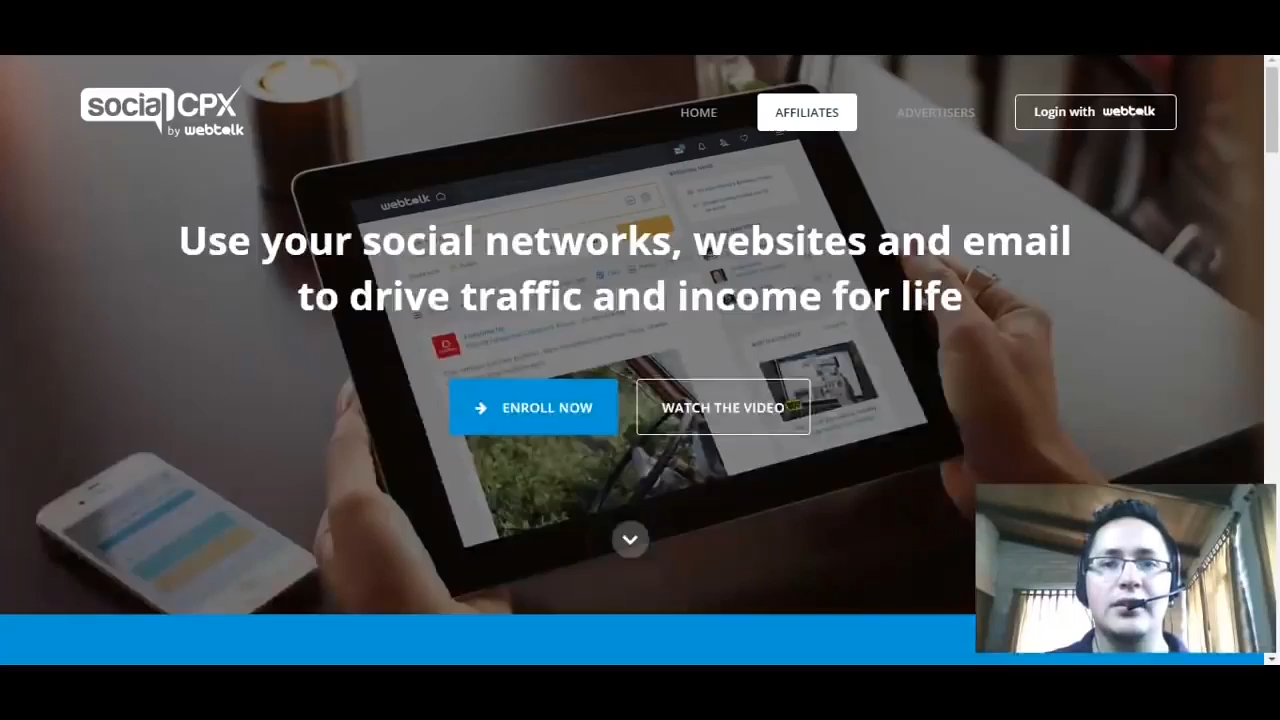 social CPX
by webtalk
HOME
AFFILIATES
ADVERTISERS
Login with webtalk
webtalk
Use your social networks, websites and email
to drive traffic and income for life
ENROLL NOW
WATCH THE VIDEO